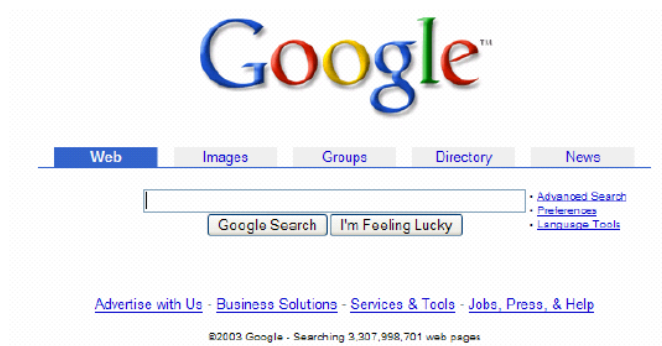 Google™
Web Images Groups Directory News
• Advanced Search
• Preferences
• Language Tools
Google Search I'm Feeling Lucky
Advertise with Us - Business Solutions - Services & Tools - Jobs, Press, & Help
©2003 Google - Searching 3,307,998,701 web pages